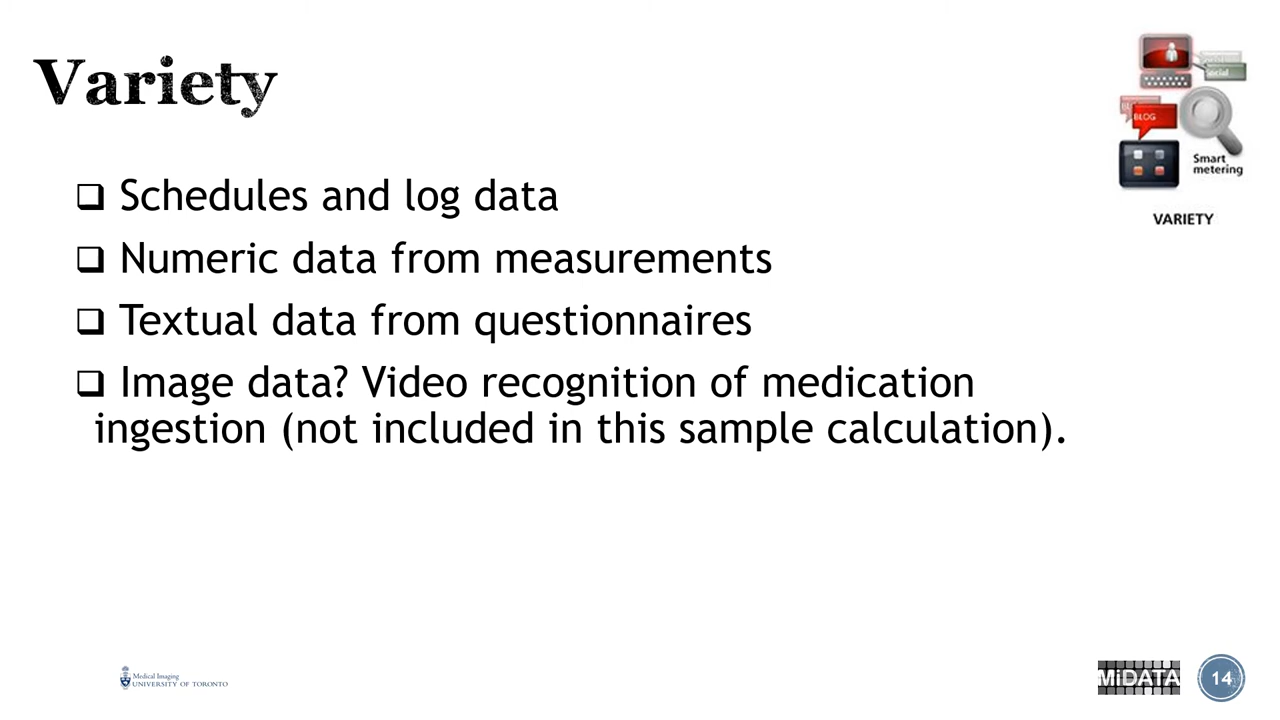 Variety
Social
BLOG
Smart
metering
VARIETY
Schedules and log data
Numeric data from measurements
Textual data from questionnaires
Image data? Video recognition of medication
ingestion (not included in this sample calculation).
Medical Imaging
UNIVERSITY OF TORONTO
MiDATA
14